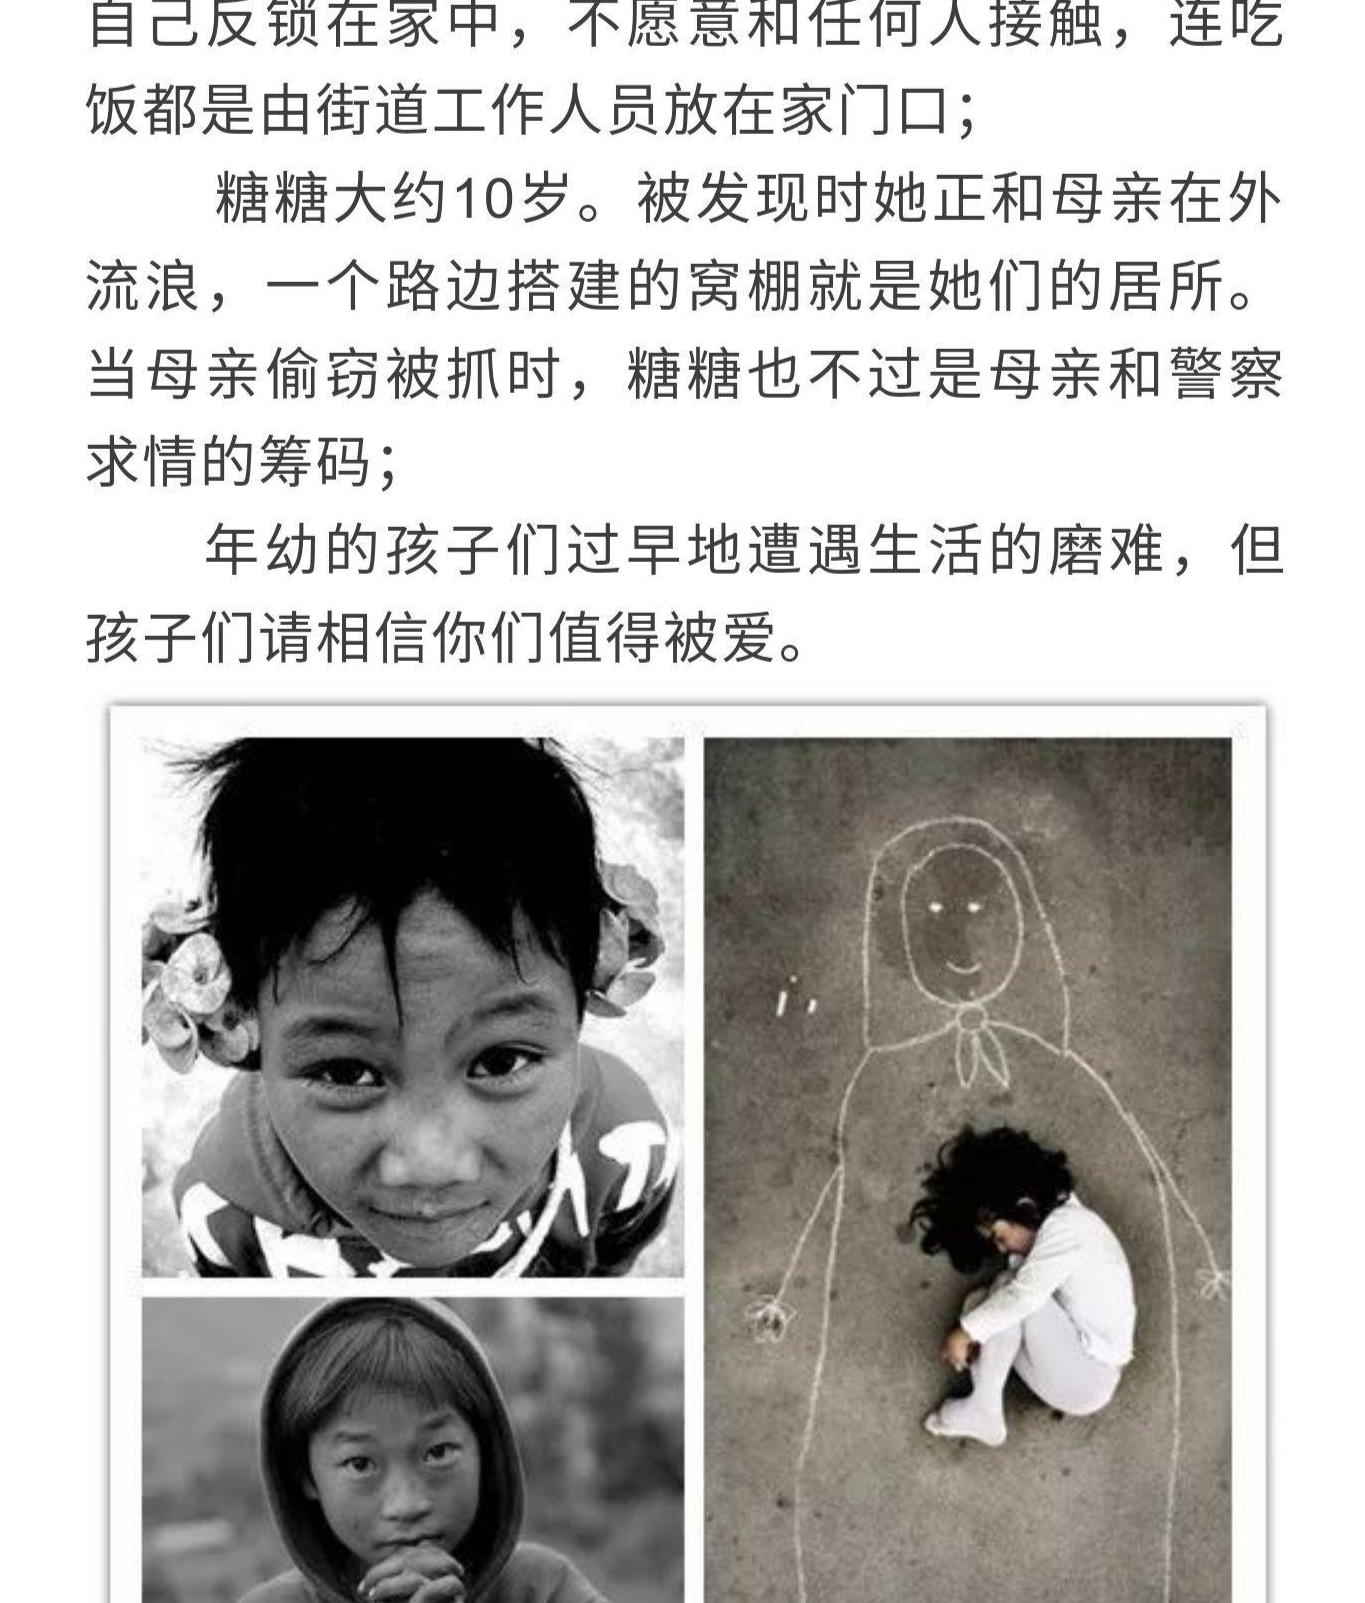 自己反锁在家中，不愿意和任何人接触，连吃
饭都是由街道工作人员放在家门口；
糖糖大约10岁。被发现时她正和母亲在外
流浪，一个路边搭建的窝棚就是她们的居所。
当母亲偷窃被抓时，糖糖也不过是母亲和警察
求情的筹码；
年幼的孩子们过早地遭遇生活的磨难，但
孩子们请相信你们值得被爱。